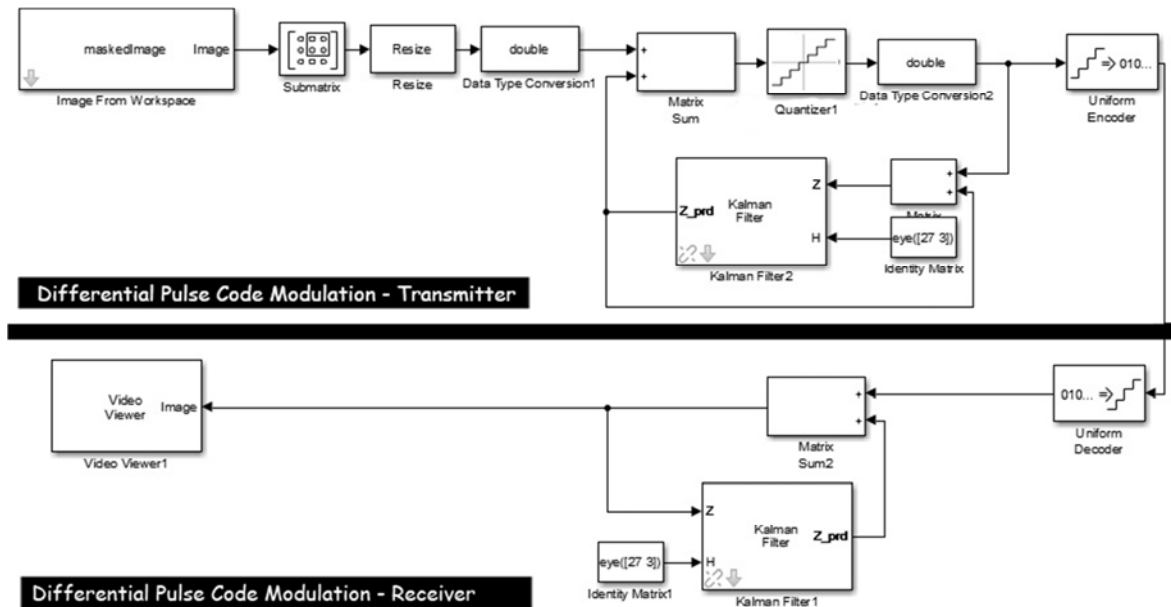 maskedImage
Image
Image From Workspace
Submatrix
Resize
Resize
double
Data Type Conversion1
+
+
Matrix
Sum
Quantizer1
double
Data Type Conversion2
010...
Uniform
Encoder
Z_prd
Kalman
Filter
Z
H
Kalman Filter2
+
+
eye([27 3])
Identity Matrix
Differential Pulse Code Modulation - Transmitter
Video
Viewer
Image
Video Viewer1
+
+
Matrix
Sum2
010...
Uniform
Decoder
Z
H
Kalman
Filter
Z_prd
Kalman Filter1
eye([27 3])
Identity Matrix1
Differential Pulse Code Modulation - Receiver